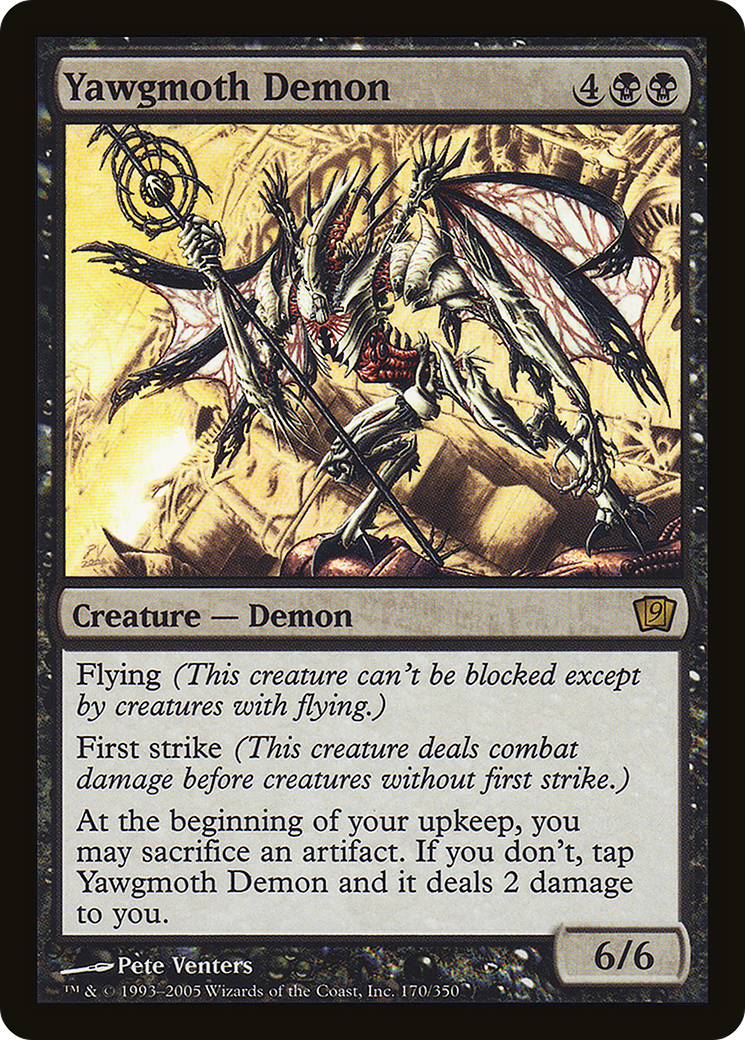 Yawgmoth Demon 4
Creature — Demon 9
Flying (This creature can't be blocked except
by creatures with flying.)
First strike (This creature deals combat
damage before creatures without first strike.)
At the beginning of your upkeep, you
may sacrifice an artifact. If you don't, tap
Yawgmoth Demon and it deals 2 damage
to you.
6/6
Pete Venters
™ & © 1993–2005 Wizards of the Coast, Inc. 170/350